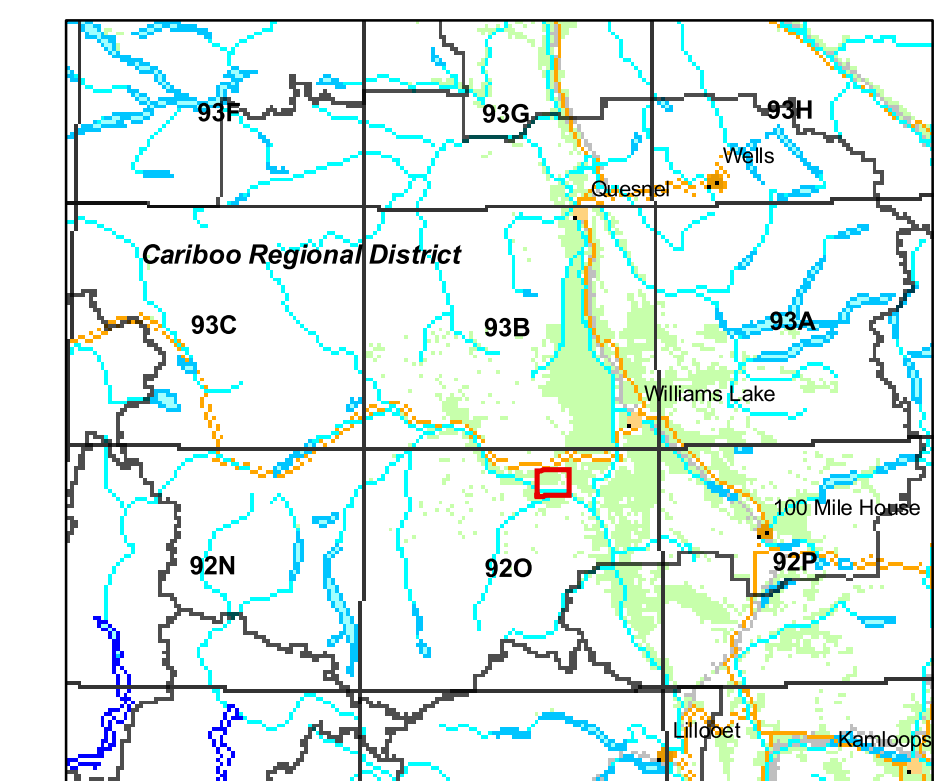 93F
93G
93H
Wells
Quesnel
Cariboo Regional District
93C
93B
93A
Williams Lake
100 Mile House
92N
92O
92P
Lillooet
Kamloops